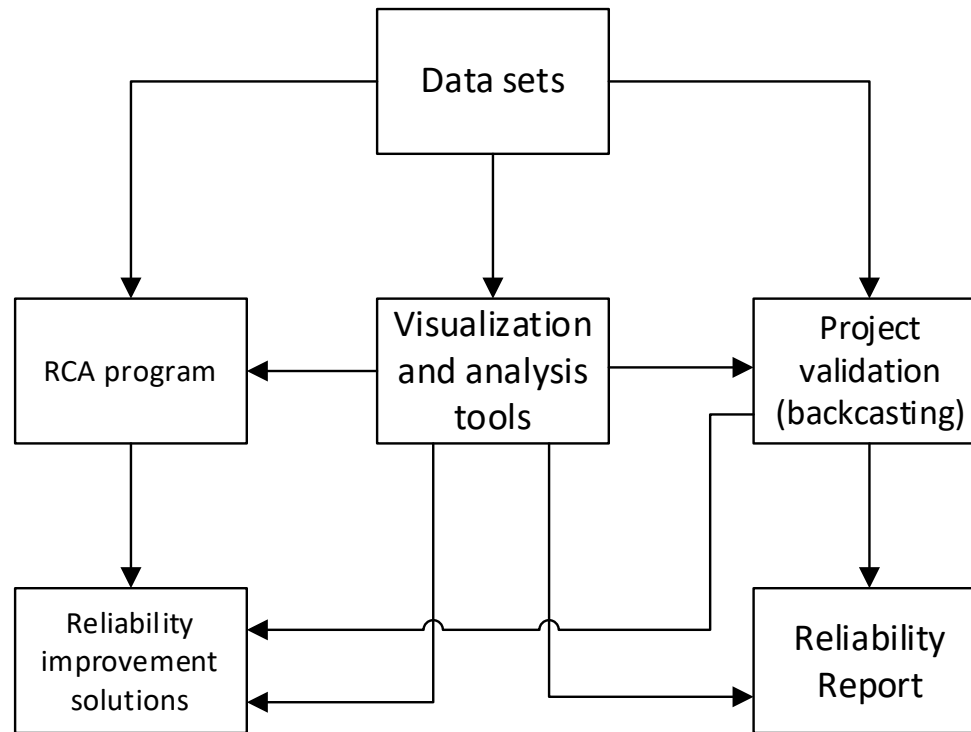 Data sets
RCA program
Visualization
and analysis
tools
Project
validation
(backcasting)
Reliability
improvement
solutions
Reliability
Report